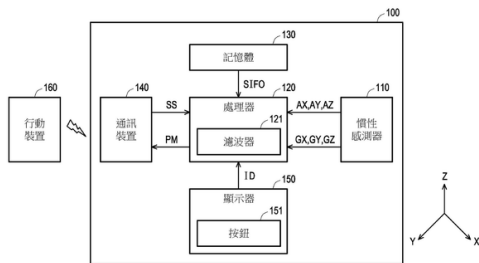 100
130
記憶體
SIFO
160
行動裝置
140
通訊裝置
SS
PM
120
處理器
121
濾波器
AX,AY,AZ
GX,GY,GZ
110
慣性感測器
ID
150
顯示器
151
按鈕
Z
Y
X